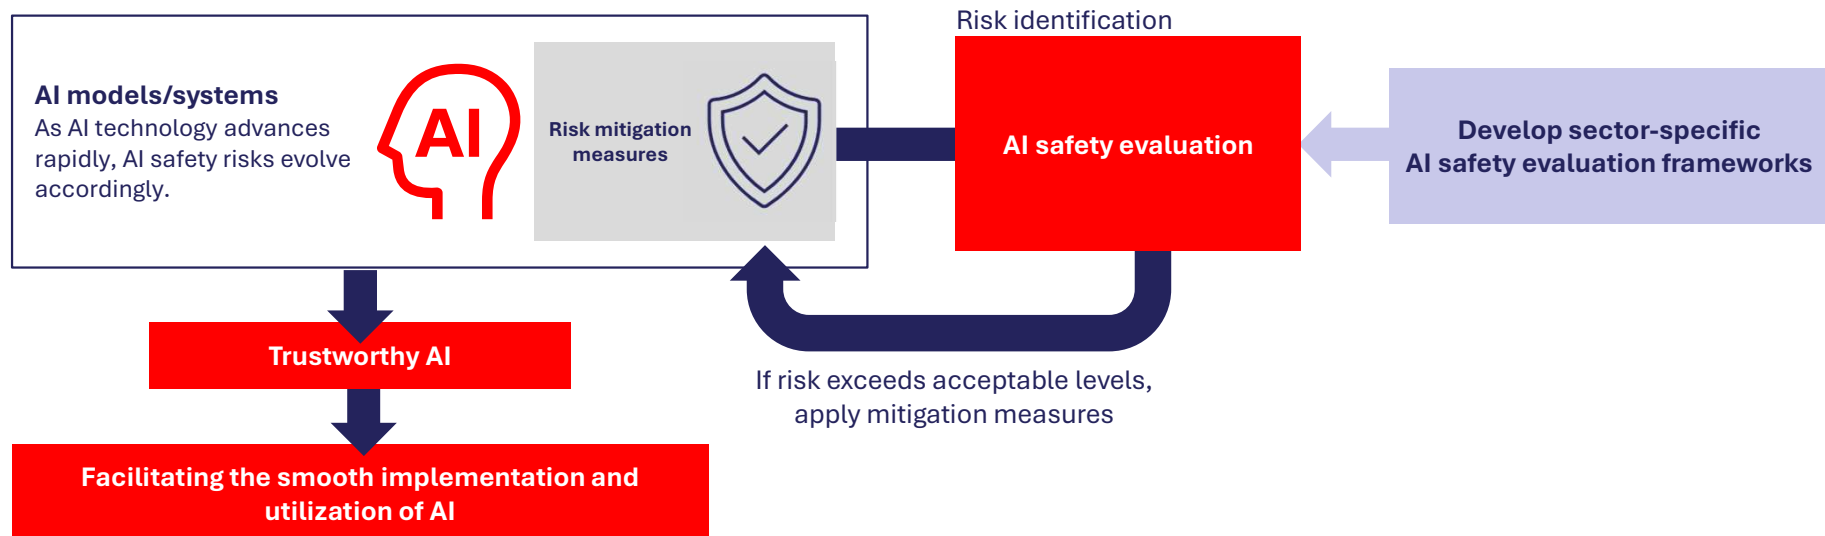 Risk identification
AI models/systems
As AI technology advances
rapidly, AI safety risks evolve
accordingly.
AI
Risk mitigation
measures
AI safety evaluation
Develop sector-specific
AI safety evaluation frameworks
If risk exceeds acceptable levels,
apply mitigation measures
Trustworthy AI
Facilitating the smooth implementation and
utilization of AI